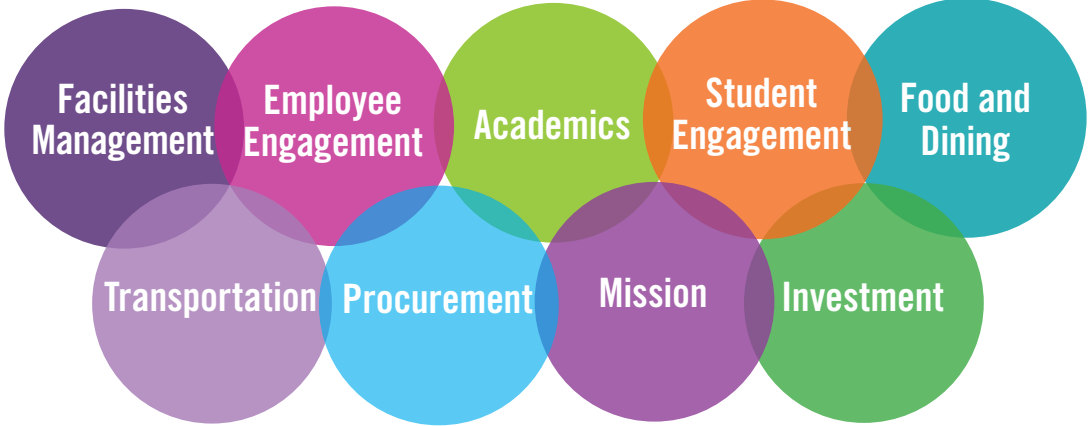 Facilities
Management
Employee
Engagement
Academics
Student
Engagement
Food and
Dining
Transportation
Procurement
Mission
Investment